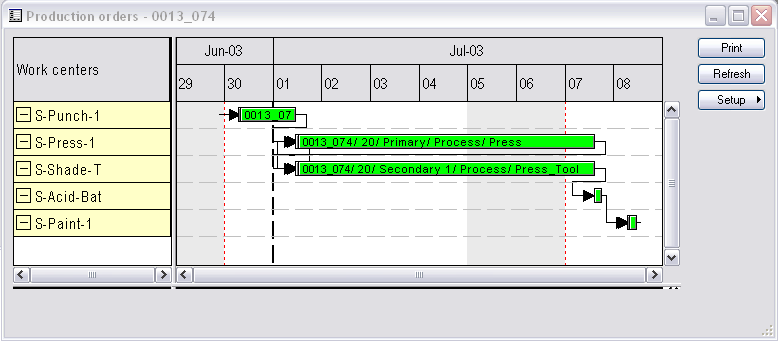 Production orders - 0013_074
Jun-03 Jul-03
Work centers
29 30 01 02 03 04 05 06 07 08
Print
Refresh
Setup
S-Punch-1 0013_07
S-Press-1 0013_074/ 20/ Primary/ Process/ Press
S-Shade-T 0013_074/ 20/ Secondary 1/ Process/ Press_Tool
S-Acid-Bat
S-Paint-1